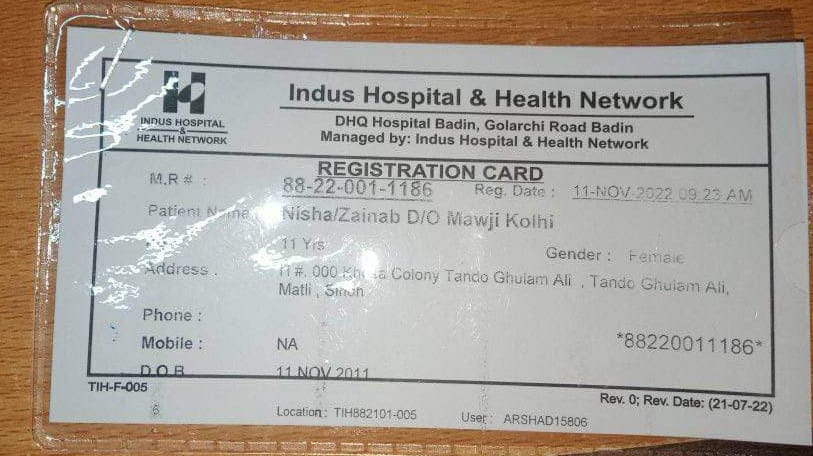 INDUS HOSPITAL
&
HEALTH NETWORK
Indus Hospital & Health Network
DHQ Hospital Badin, Golarchi Road Badin
Managed by: Indus Hospital & Health Network
REGISTRATION CARD
M.R # : 88-22-001-1186 Reg. Date : 11-NOV-2022 09:23 AM
Patient Name Nisha/Zainab D/O Mawji Kolhi
11 Yrs Gender : Female
Address : H #. 000 Colony Tando Ghulam Ali , Tando Ghulam Ali,
Matli , Sindh
Phone :
Mobile : NA *88220011186*
D.O.B 11 NOV 2011
TIH-F-005 Rev. 0; Rev. Date: (21-07-22)
6 Location : TIH882101-005 User : ARSHAD15806